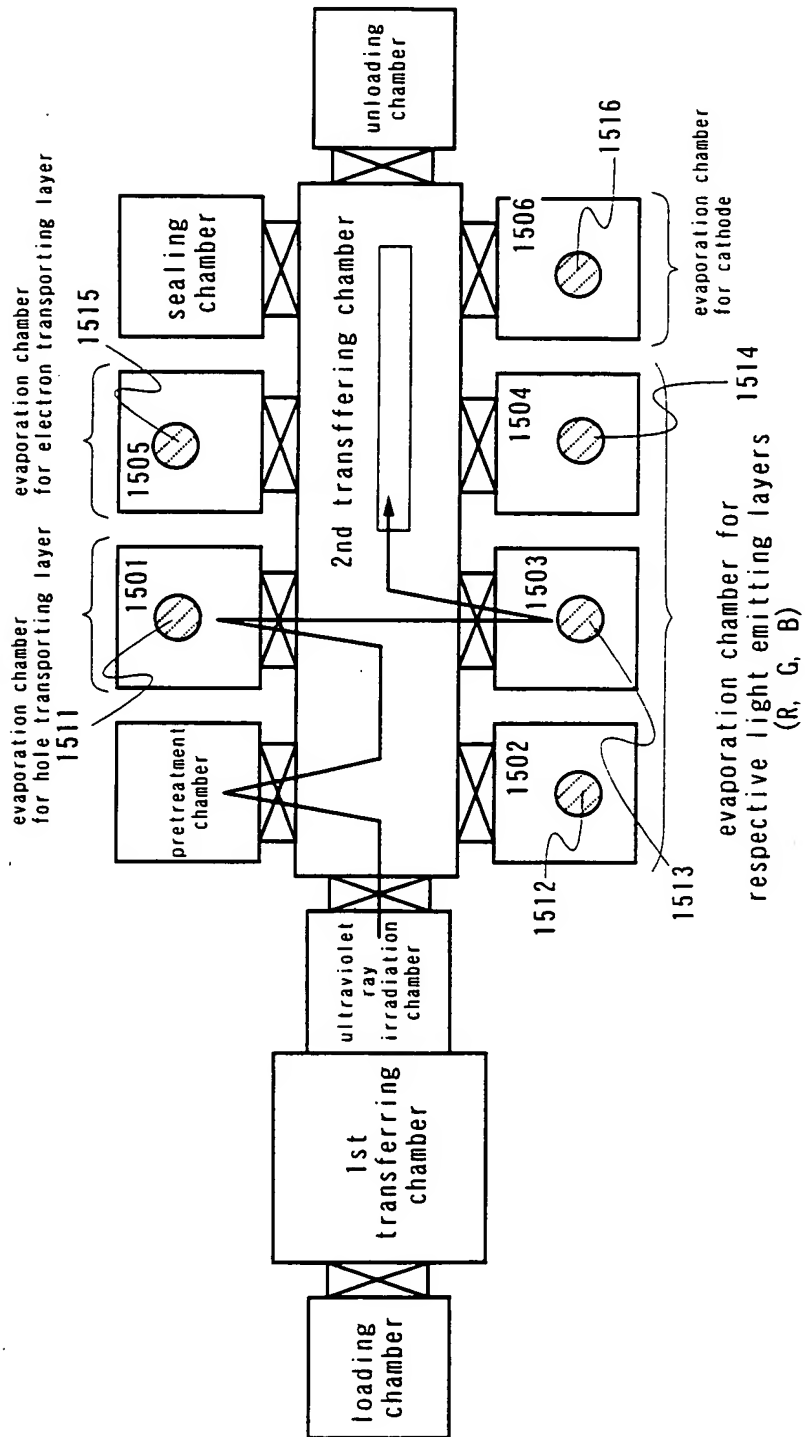 loading
chamber
1st
transferring
chamber
ultraviolet
ray
irradiation
chamber
pretreatment
chamber
evaporation chamber
for hole transporting layer
1511
1501
evaporation chamber
for electron transporting layer
1515
1505
sealing
chamber
2nd transffering chamber
unloading
chamber
1502
1512
1503
1513
1504
1514
1506
1516
evaporation chamber for
respective light emitting layers
(R, G, B)
evaporation chamber
for cathode